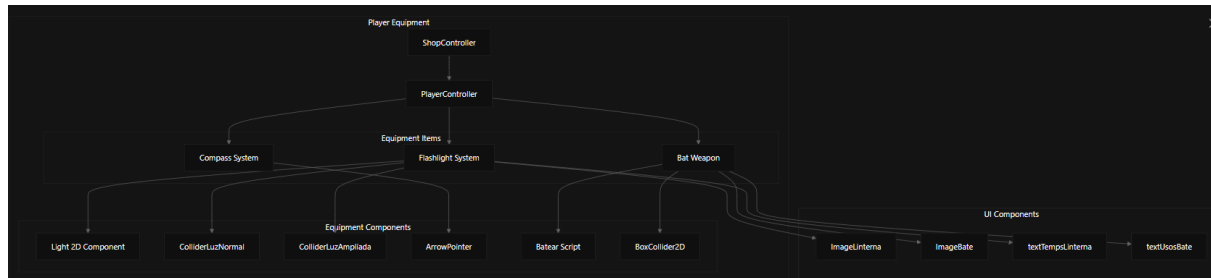 Player Equipment
ShopController
PlayerController
Equipment Items
Compass System
Flashlight System
Bat Weapon
Equipment Components
UI Components
Light 2D Component
ColliderLuzNormal
ColliderLuzAmpliada
ArrowPointer
Batear Script
BoxCollider2D
ImageLinterna
ImageBate
textTempsLinterna
textUsosBate